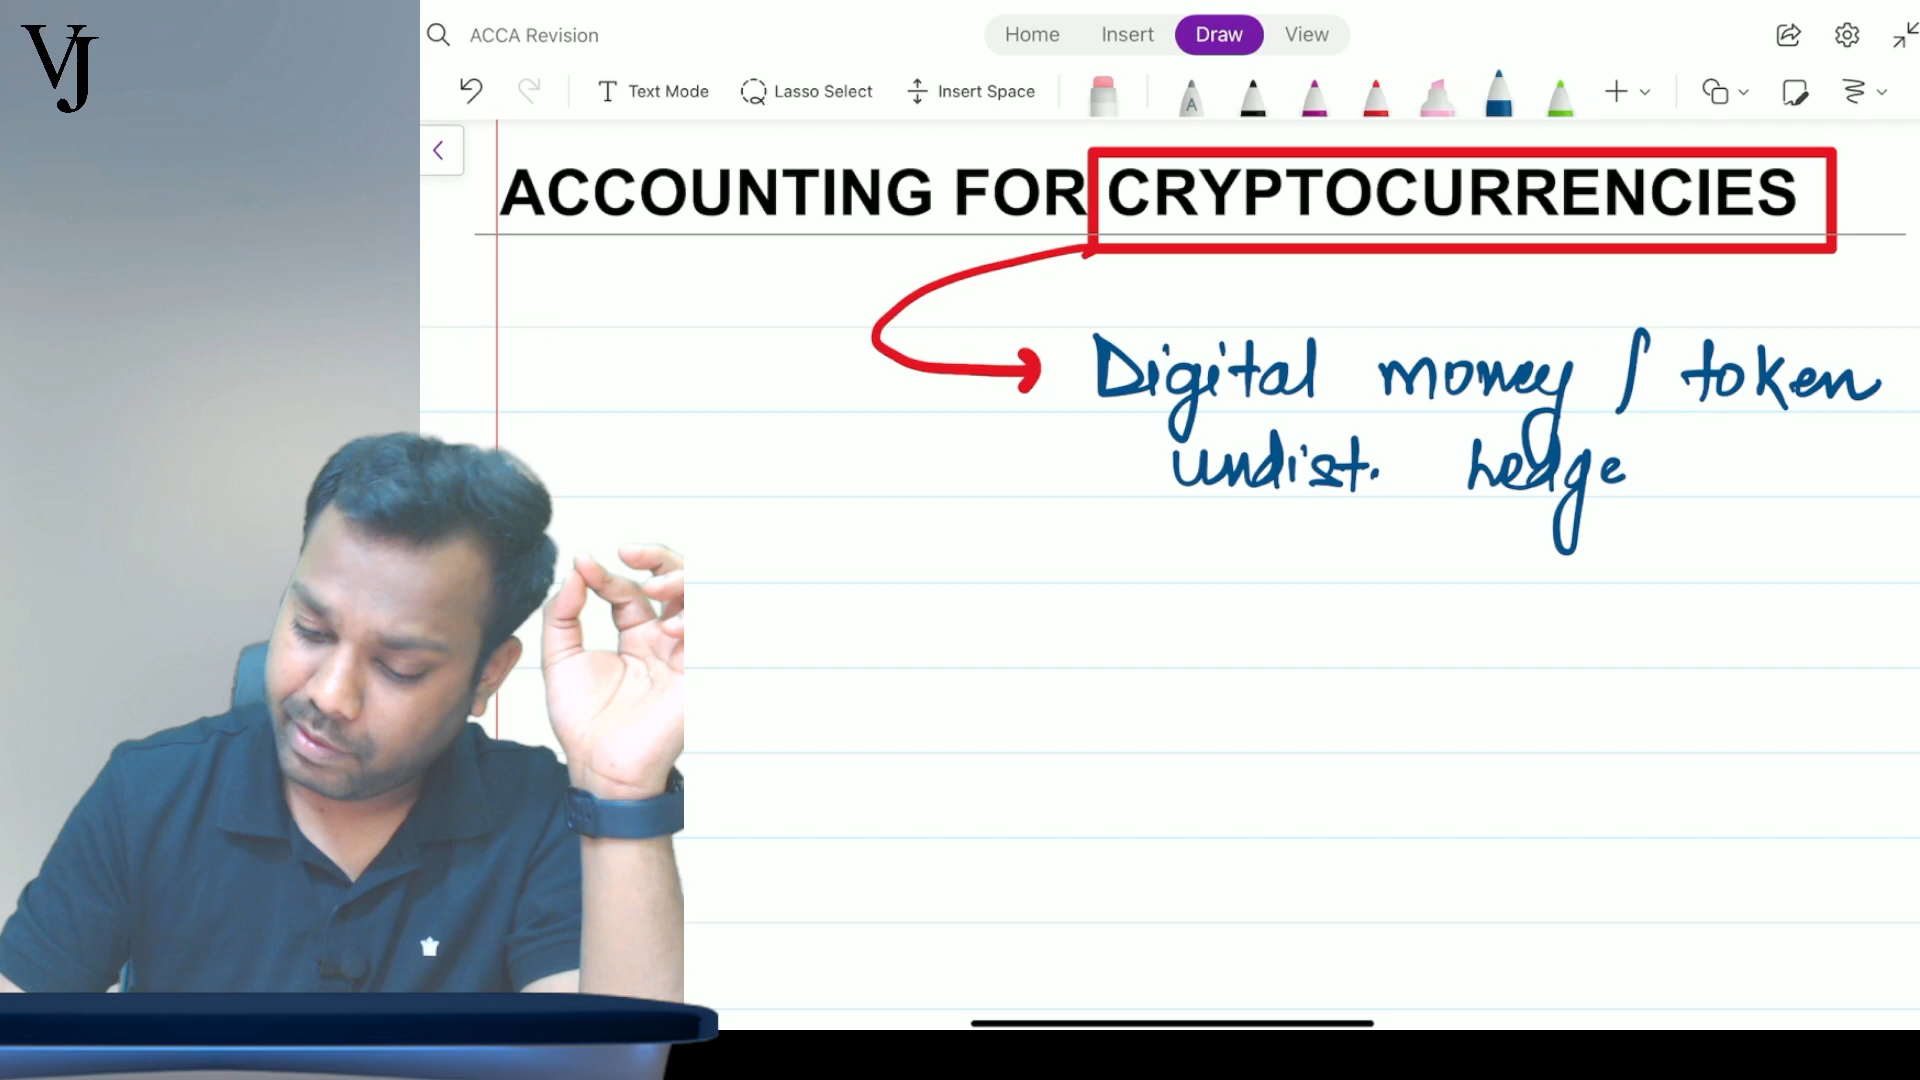 VJ
ACCA Revision
Home Insert Draw View
Text Mode Lasso Select Insert Space
A
ACCOUNTING FOR CRYPTOCURRENCIES
Digital money / token
undist. hedge